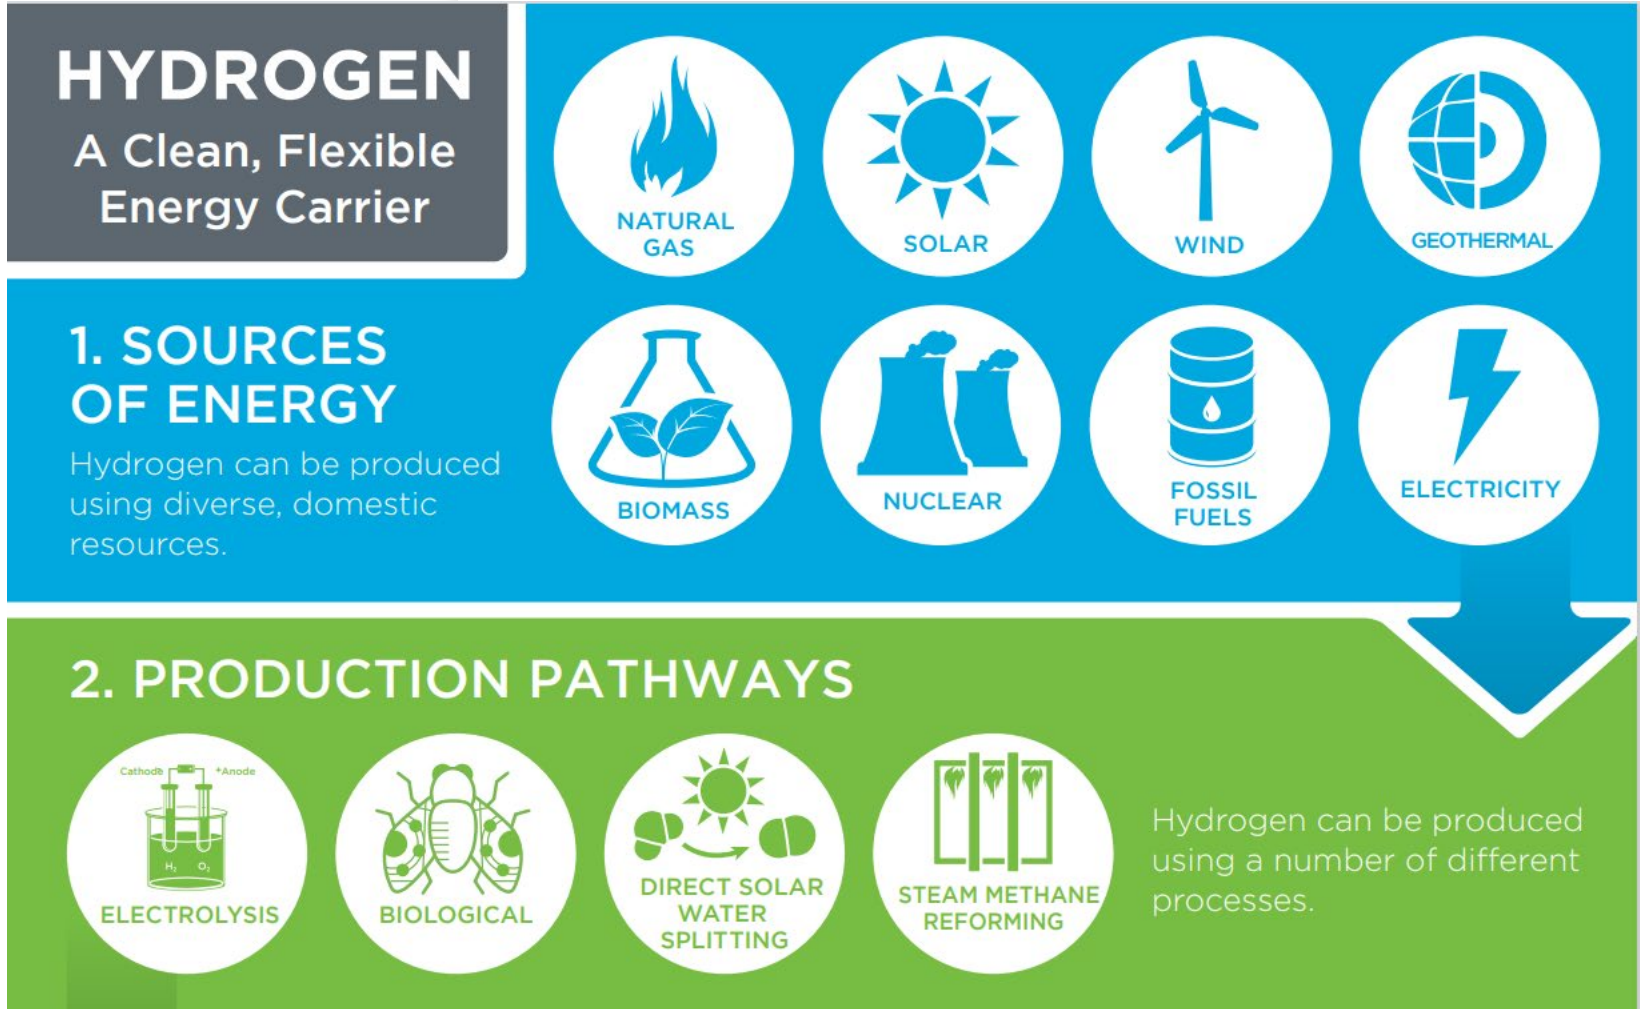 HYDROGEN
A Clean, Flexible
Energy Carrier
NATURAL
GAS
SOLAR
WIND
GEOTHERMAL
1. SOURCES
OF ENERGY
Hydrogen can be produced
using diverse, domestic
resources.
BIOMASS
NUCLEAR
FOSSIL
FUELS
ELECTRICITY
2. PRODUCTION PATHWAYS
Cathode
+Anode
H₂
O₂
ELECTROLYSIS
BIOLOGICAL
DIRECT SOLAR
WATER
SPLITTING
STEAM METHANE
REFORMING
Hydrogen can be produced
using a number of different
processes.